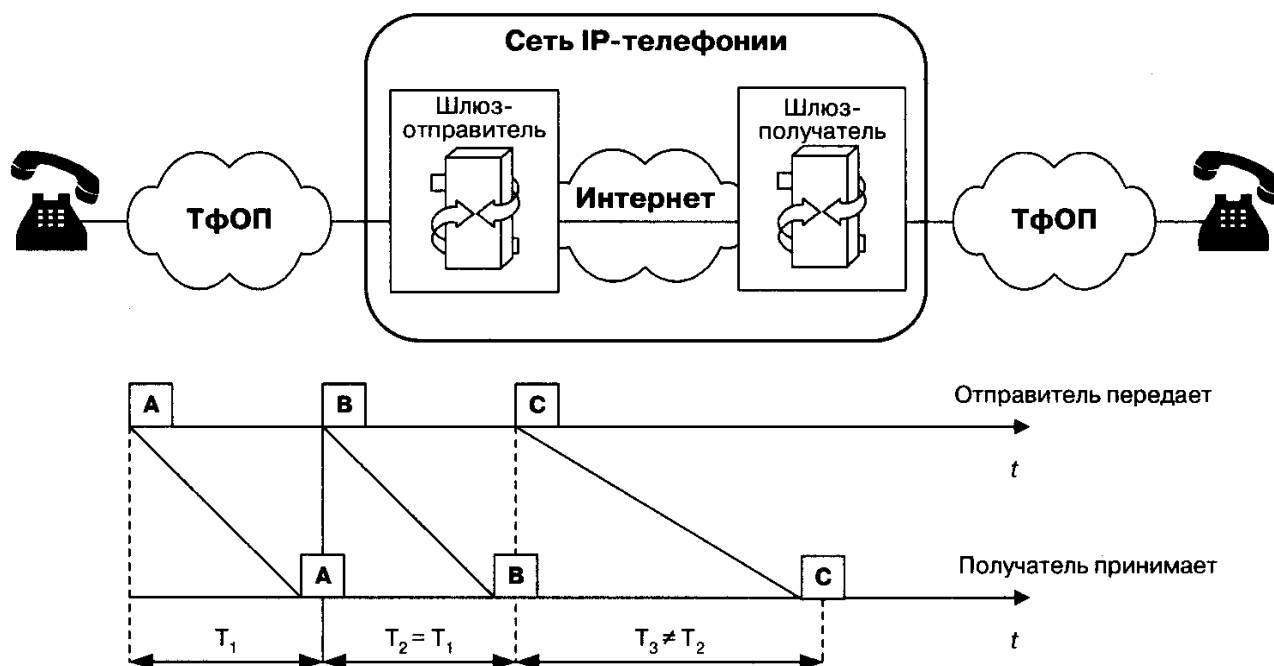 Сеть IP-телефонии
Шлюз-
отправитель
Шлюз-
получатель
ТфОП
Интернет
ТфОП
A
B
C
Отправитель передает
t
A
B
C
Получатель принимает
T1
T2 = T1
T3 ≠ T2
t